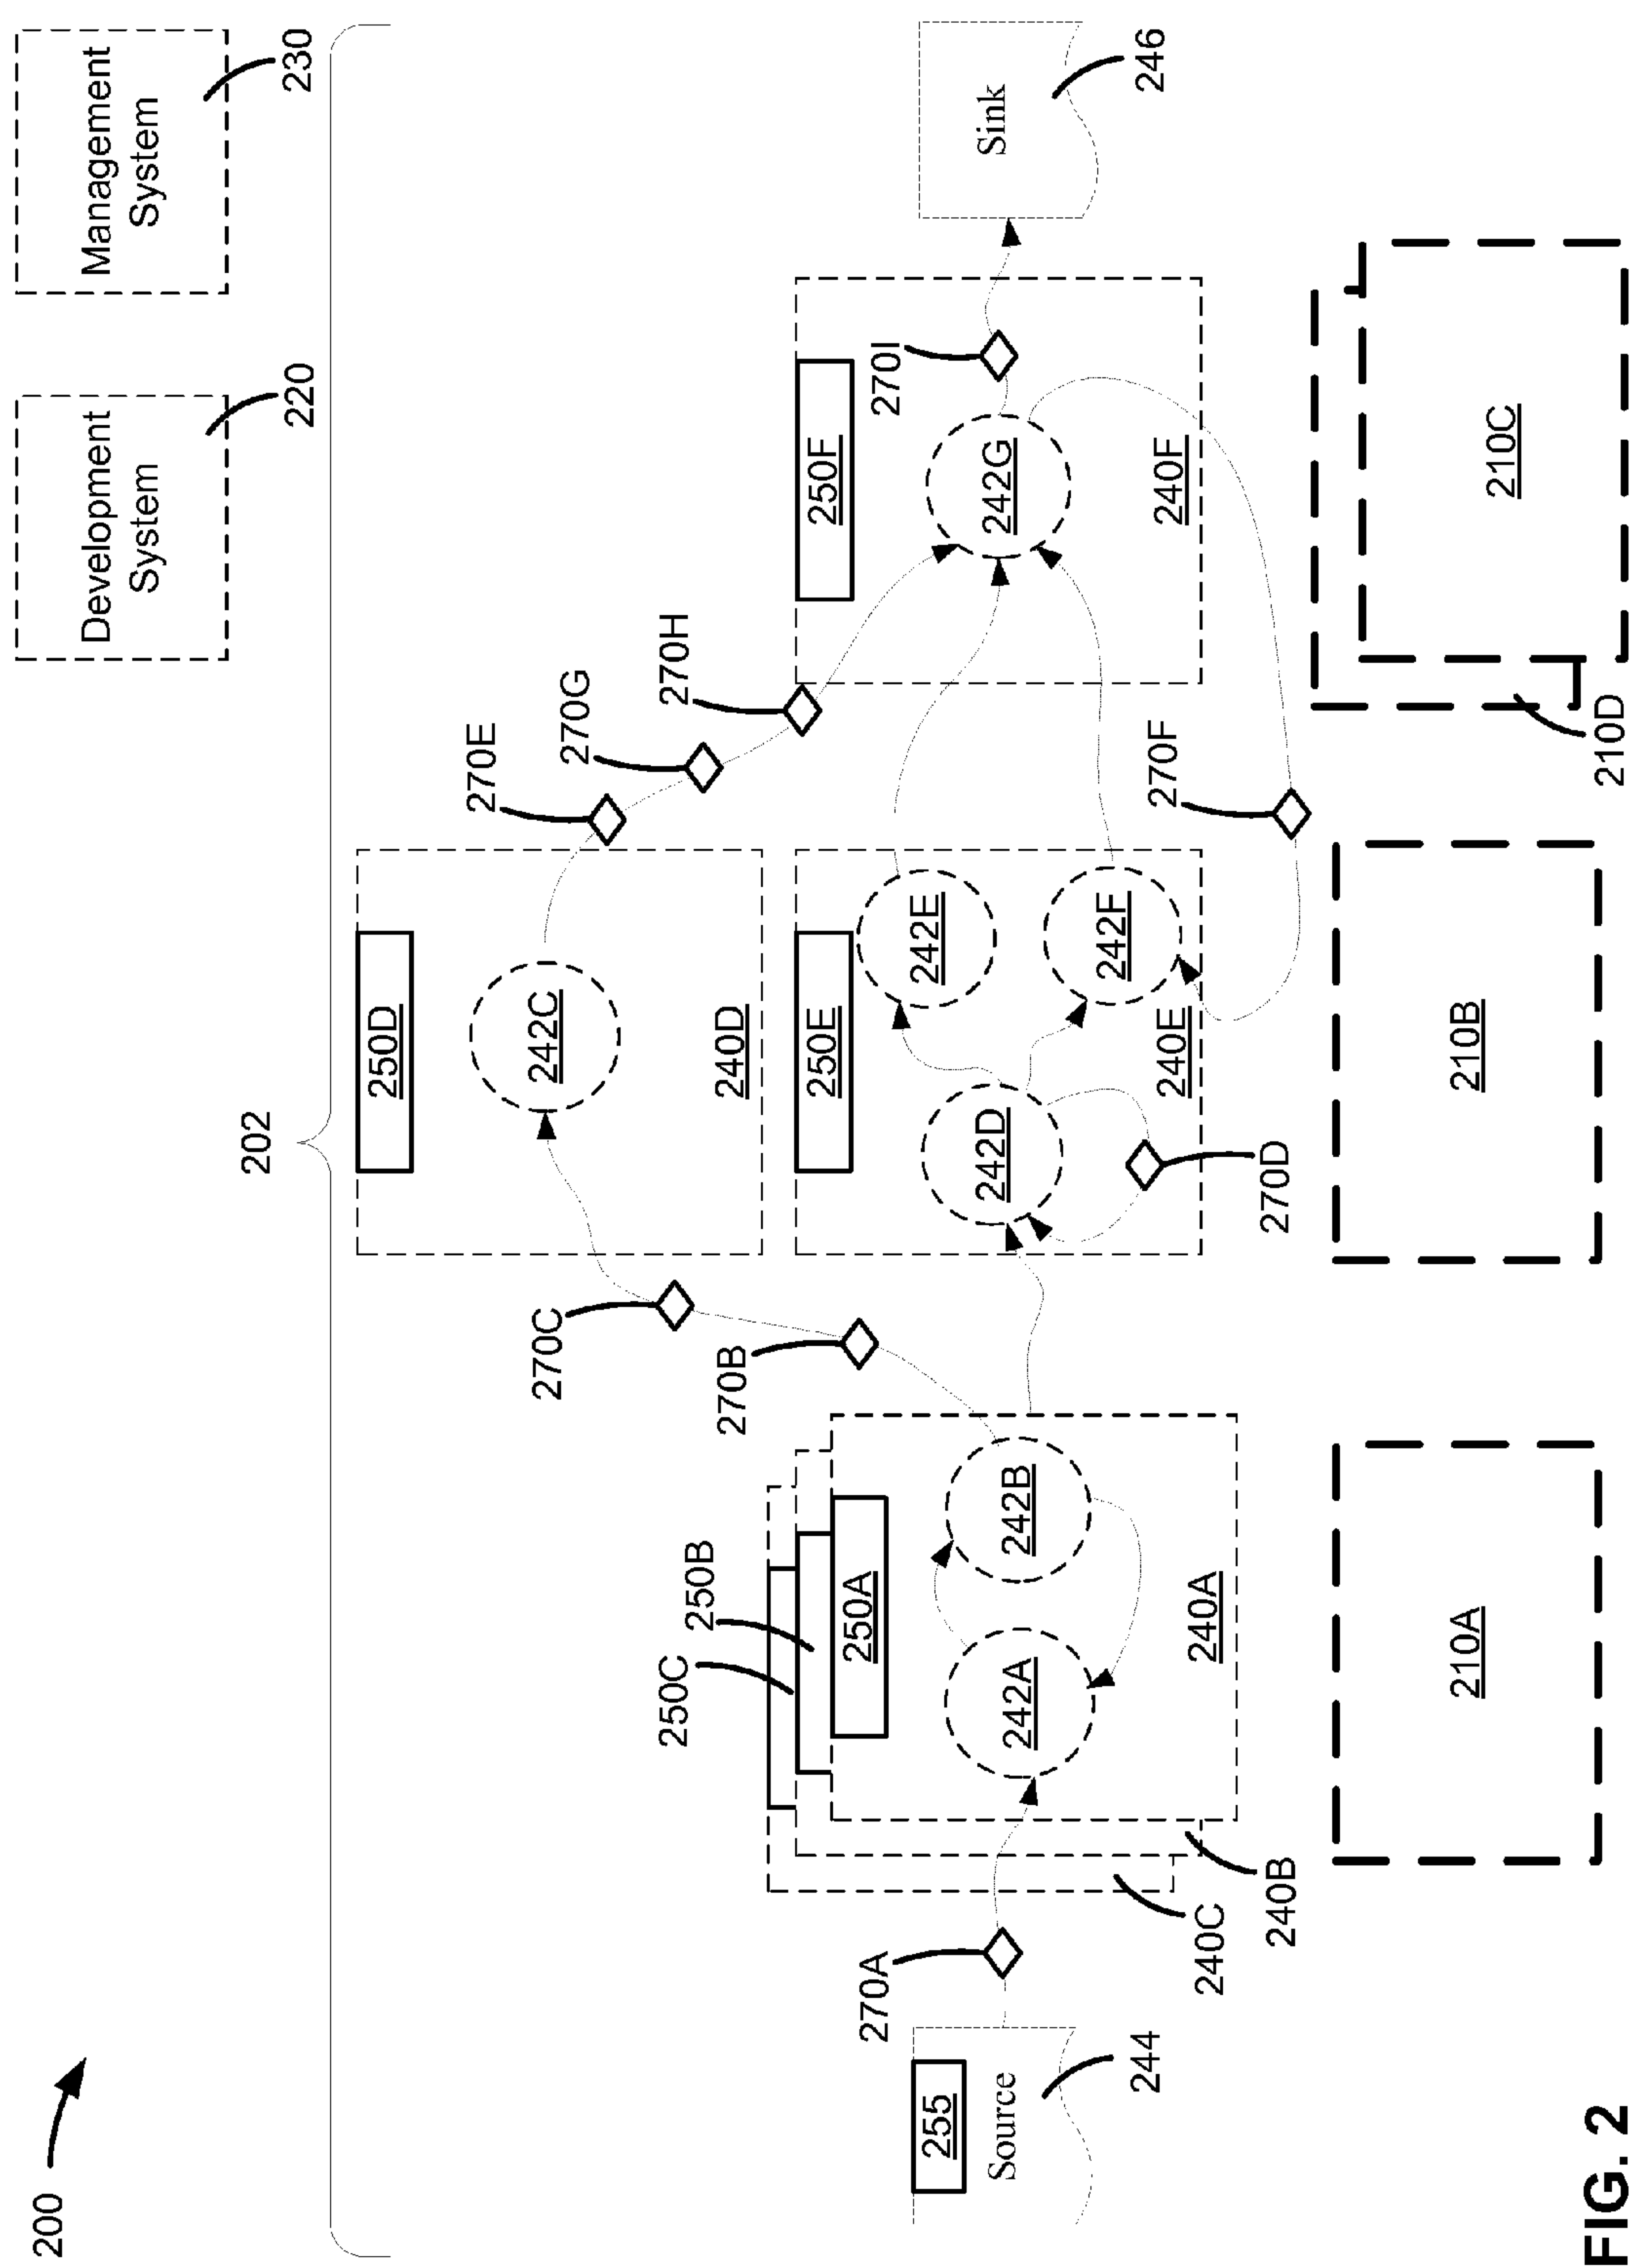 200
Development
System
220
Management
System
230
202
250D
242C
240D
270E
270G
270H
270C
270B
250E
242E
242D
242F
240E
270D
270F
250F
242G
270I
240F
Sink
246
250C
250B
250A
242A
242B
240A
240B
240C
270A
255
Source
244
210A
210B
210C
210D
FIG. 2